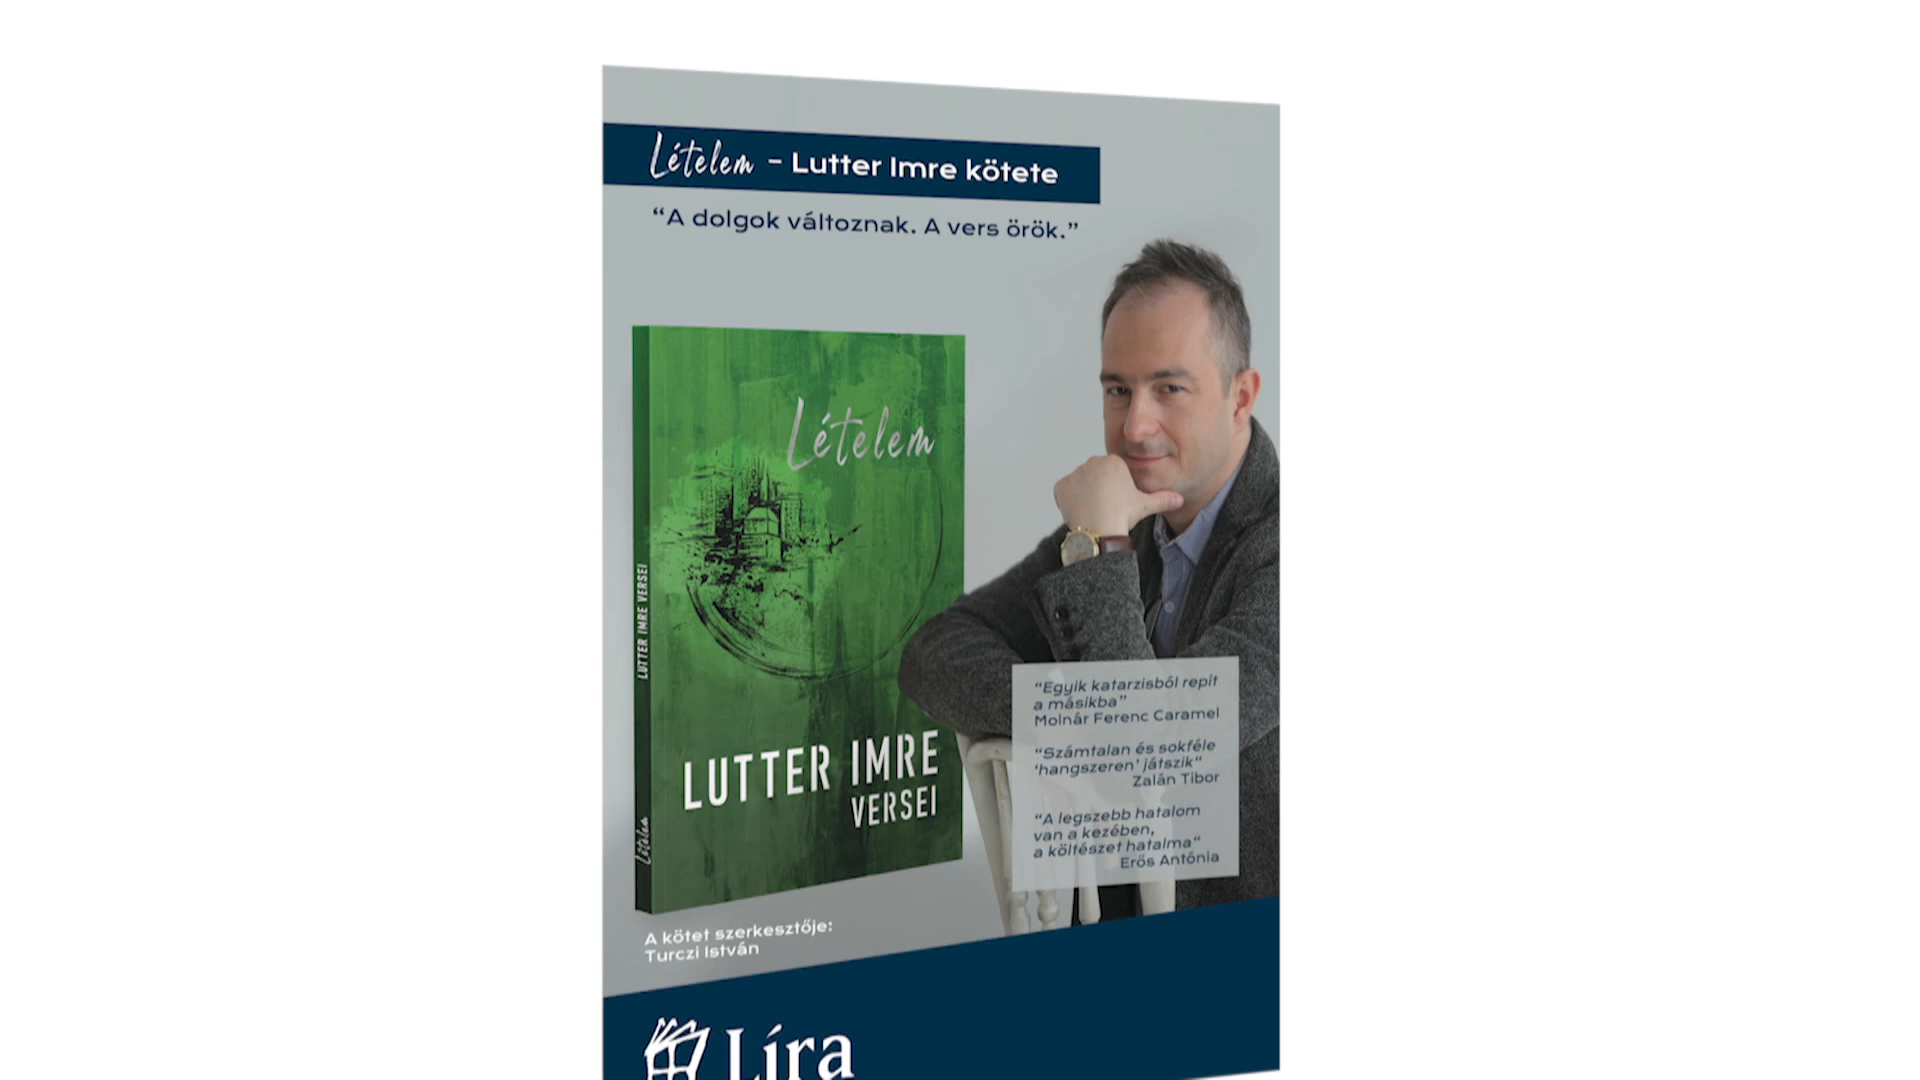 Lételem – Lutter Imre kötete
“A dolgok változnak. A vers örök.”
Lételem
LUTTER IMRE
VERSEI
LUTTER IMRE VERSEI
Lételem
“Egyik katarzisból repít
a másikba”
Molnár Ferenc Caramel
“Számtalan és sokféle
‘hangszeren’ játszik“
Zalán Tibor
“A legszebb hatalom
van a kezében,
a költészet hatalma“
Erős Antónia
A kötet szerkesztője:
Turczi István
Líra